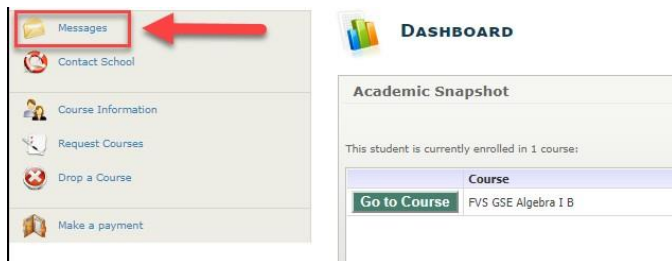 Messages
Contact School
Course Information
Request Courses
Drop a Course
Make a payment
DASHBOARD
Academic Snapshot
This student is currently enrolled in 1 course:
Course
Go to Course FVS GSE Algebra I B